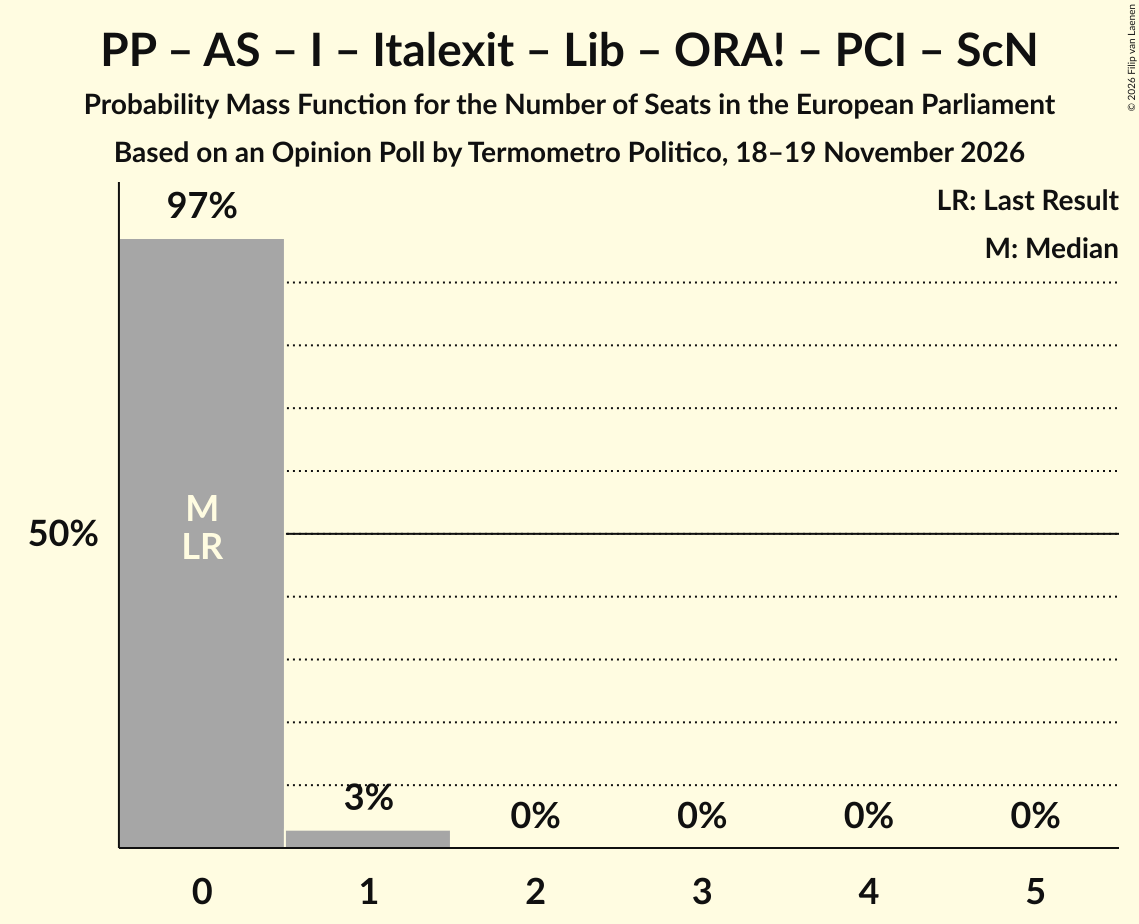 PP – AS – I – Italexit – Lib – ORA! – PCI – ScN
Probability Mass Function for the Number of Seats in the European Parliament
Based on an Opinion Poll by Termometro Politico, 18–19 November 2026
© 2026 Filip van Laenen
LR: Last Result
M: Median
97%
M
LR
50%
3%
0%
0%
0%
0%
0
1
2
3
4
5